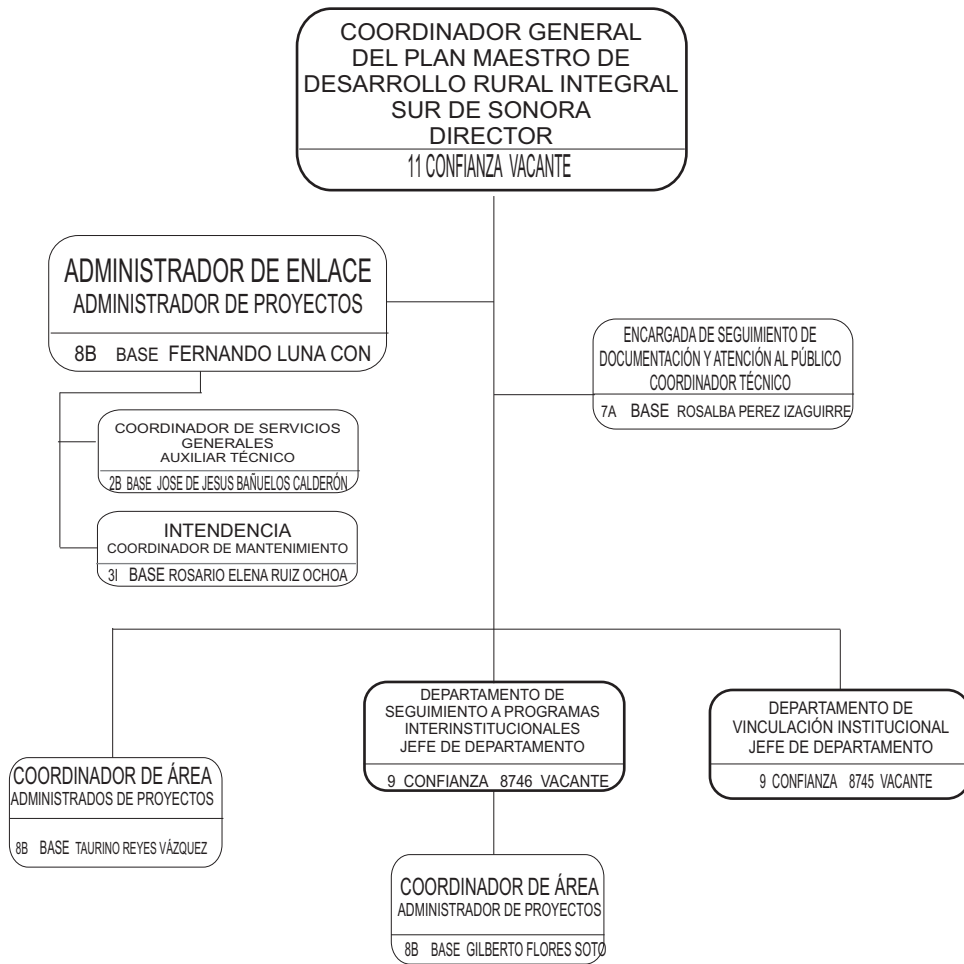 COORDINADOR GENERAL
DEL PLAN MAESTRO DE
DESARROLLO RURAL INTEGRAL
SUR DE SONORA
DIRECTOR
11 CONFIANZA VACANTE
ADMINISTRADOR DE ENLACE
ADMINISTRADOR DE PROYECTOS
8B BASE FERNANDO LUNA CON
ENCARGADA DE SEGUIMIENTO DE
DOCUMENTACIÓN Y ATENCIÓN AL PÚBLICO
COORDINADOR TÉCNICO
7A BASE ROSALBA PEREZ IZAGUIRRE
COORDINADOR DE SERVICIOS
GENERALES
AUXILIAR TÉCNICO
2B BASE JOSE DE JESUS BAÑUELOS CALDERÓN
INTENDENCIA
COORDINADOR DE MANTENIMIENTO
3I BASE ROSARIO ELENA RUIZ OCHOA
COORDINADOR DE ÁREA
ADMINISTRADOS DE PROYECTOS
8B BASE TAURINO REYES VÁZQUEZ
DEPARTAMENTO DE
SEGUIMIENTO A PROGRAMAS
INTERINSTITUCIONALES
JEFE DE DEPARTAMENTO
9 CONFIANZA 8746 VACANTE
DEPARTAMENTO DE
VINCULACIÓN INSTITUCIONAL
JEFE DE DEPARTAMENTO
9 CONFIANZA 8745 VACANTE
COORDINADOR DE ÁREA
ADMINISTRADOR DE PROYECTOS
8B BASE GILBERTO FLORES SOTO